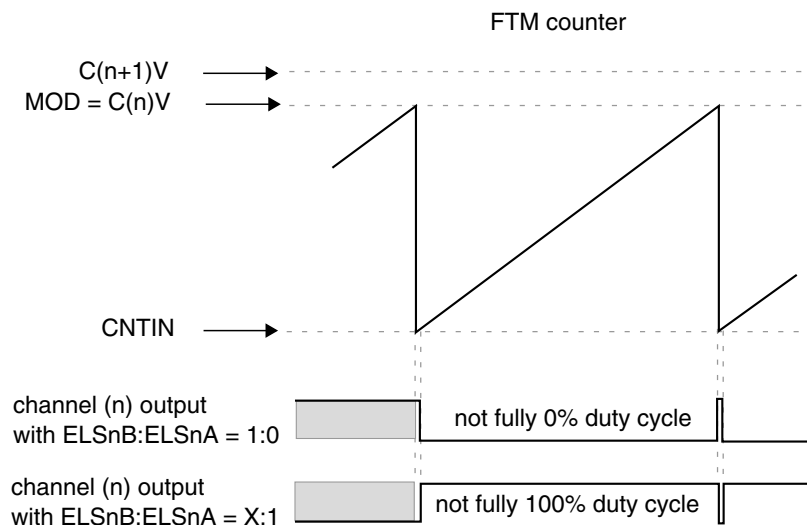 FTM counter
C(n+1)V
MOD = C(n)V
CNTIN
channel (n) output
with ELSnB:ELSnA = 1:0
not fully 0% duty cycle
channel (n) output
with ELSnB:ELSnA = X:1
not fully 100% duty cycle